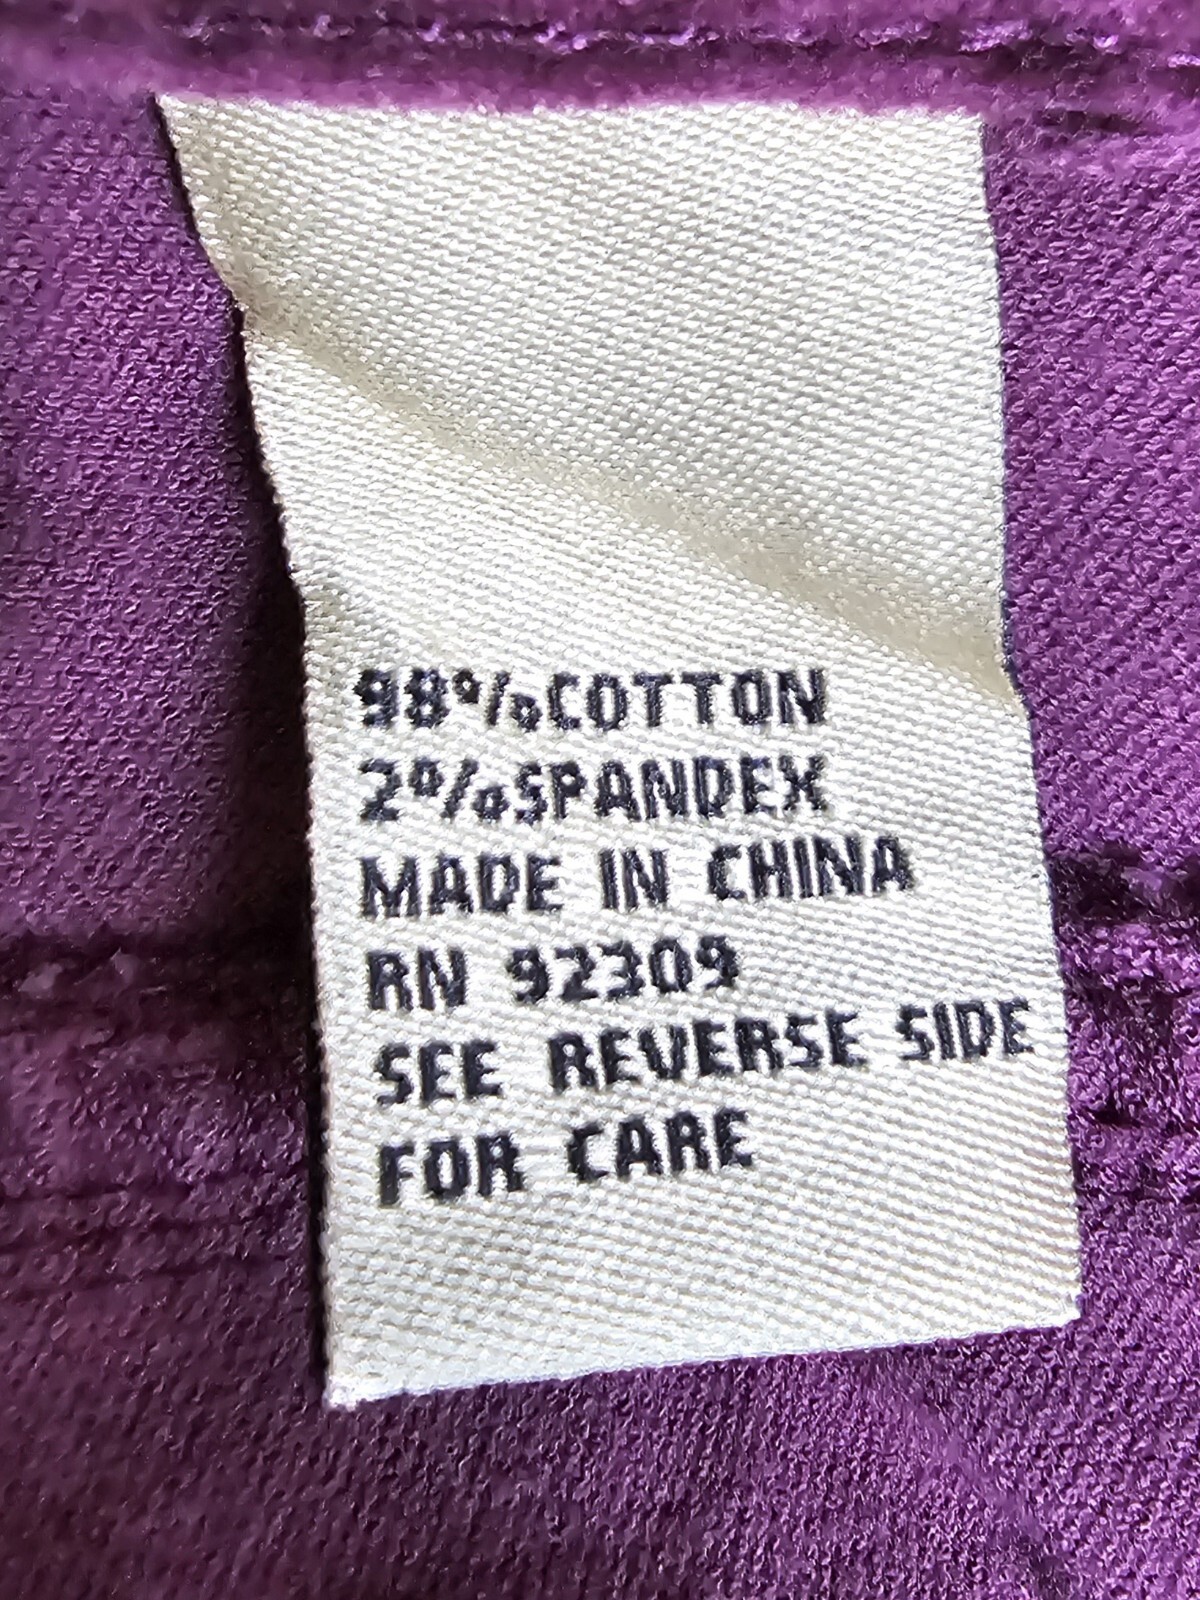 98%COTTON
2%SPANDEX
MADE IN CHINA
RN 92309
SEE REVERSE SIDE
FOR CARE